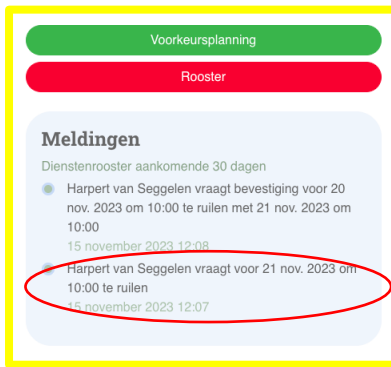 Voorkeursplanning
Rooster
Meldingen
Dienstenrooster aankomende 30 dagen
Harpert van Seggelen vraagt bevestiging voor 20
nov. 2023 om 10:00 te ruilen met 21 nov. 2023 om
10:00
15 november 2023 12:08
Harpert van Seggelen vraagt voor 21 nov. 2023 om
10:00 te ruilen
15 november 2023 12:07